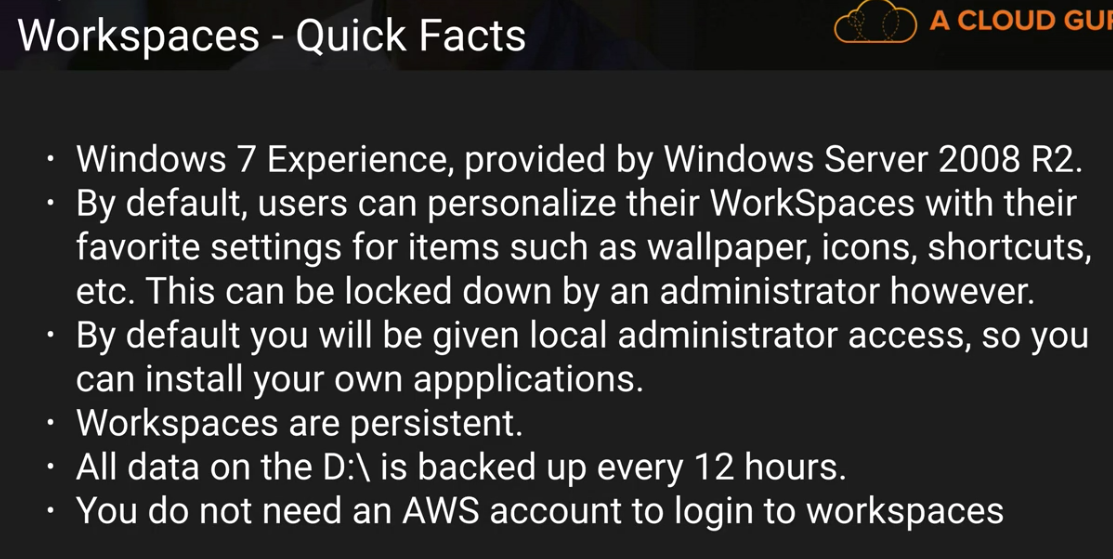 Workspaces - Quick Facts
A CLOUD GUR
• Windows 7 Experience, provided by Windows Server 2008 R2.
• By default, users can personalize their WorkSpaces with their
favorite settings for items such as wallpaper, icons, shortcuts,
etc. This can be locked down by an administrator however.
• By default you will be given local administrator access, so you
can install your own appplications.
• Workspaces are persistent.
• All data on the D:\ is backed up every 12 hours.
• You do not need an AWS account to login to workspaces